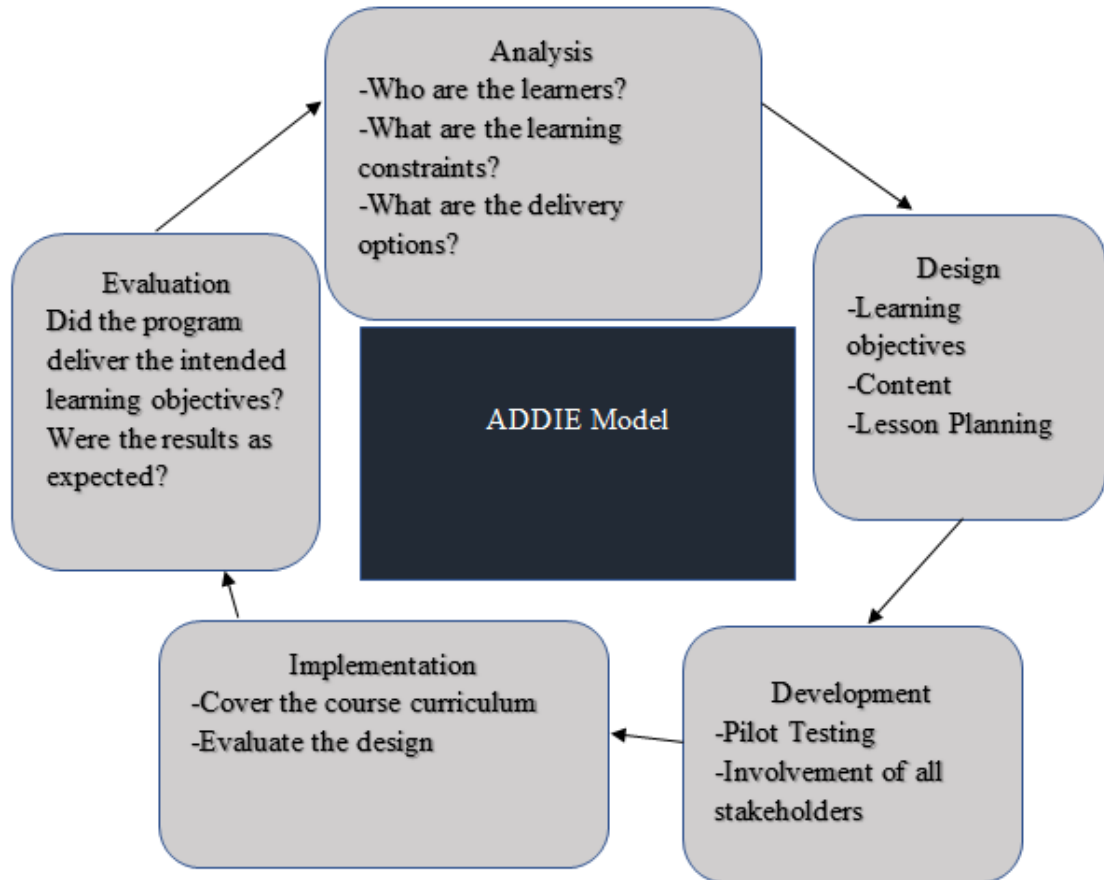 Analysis
-Who are the learners?
-What are the learning
constraints?
-What are the delivery
options?
Design
-Learning
objectives
-Content
-Lesson Planning
Development
-Pilot Testing
-Involvement of all
stakeholders
Implementation
-Cover the course curriculum
-Evaluate the design
Evaluation
Did the program
deliver the intended
learning objectives?
Were the results as
expected?
ADDIE Model